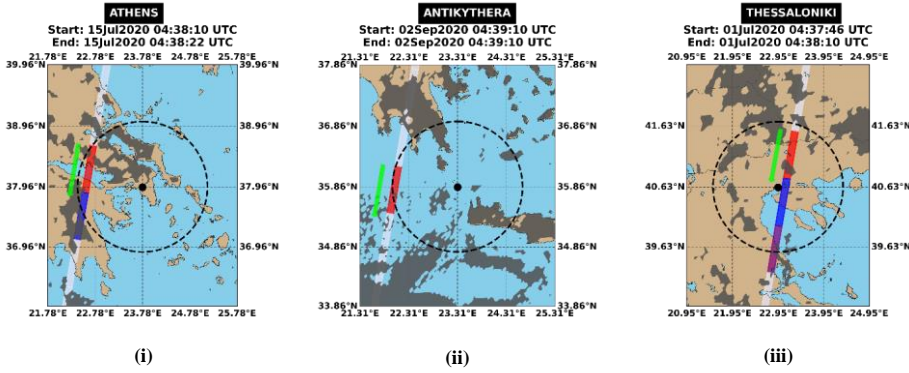 ATHENS
Start: 15Jul2020 04:38:10 UTC
End: 15Jul2020 04:38:22 UTC
21.78°E 22.78°E 23.78°E 24.78°E 25.78°E
39.96°N 39.96°N
38.96°N 38.96°N
37.96°N 37.96°N
36.96°N 36.96°N
21.78°E 22.78°E 23.78°E 24.78°E 25.78°E
(i)
ANTIKYTHERA
Start: 02Sep2020 04:39:10 UTC
End: 02Sep2020 04:39:10 UTC
21.31°E 22.31°E 23.31°E 24.31°E 25.31°E
37.86°N 37.86°N
36.86°N 36.86°N
35.86°N 35.86°N
34.86°N 34.86°N
33.86°N 33.86°N
21.31°E 22.31°E 23.31°E 24.31°E 25.31°E
(ii)
THESSALONIKI
Start: 01Jul2020 04:37:46 UTC
End: 01Jul2020 04:38:10 UTC
20.95°E 21.95°E 22.95°E 23.95°E 24.95°E
41.63°N 41.63°N
40.63°N 40.63°N
39.63°N 39.63°N
20.95°E 21.95°E 22.95°E 23.95°E 24.95°E
(iii)